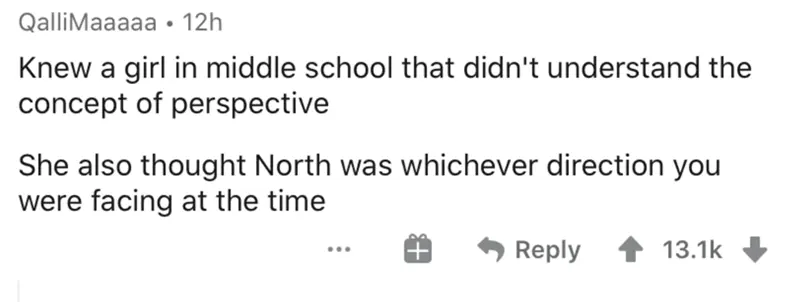 QalliMaaaaa • 12h
Knew a girl in middle school that didn't understand the
concept of perspective
She also thought North was whichever direction you
were facing at the time
... Reply 13.1k